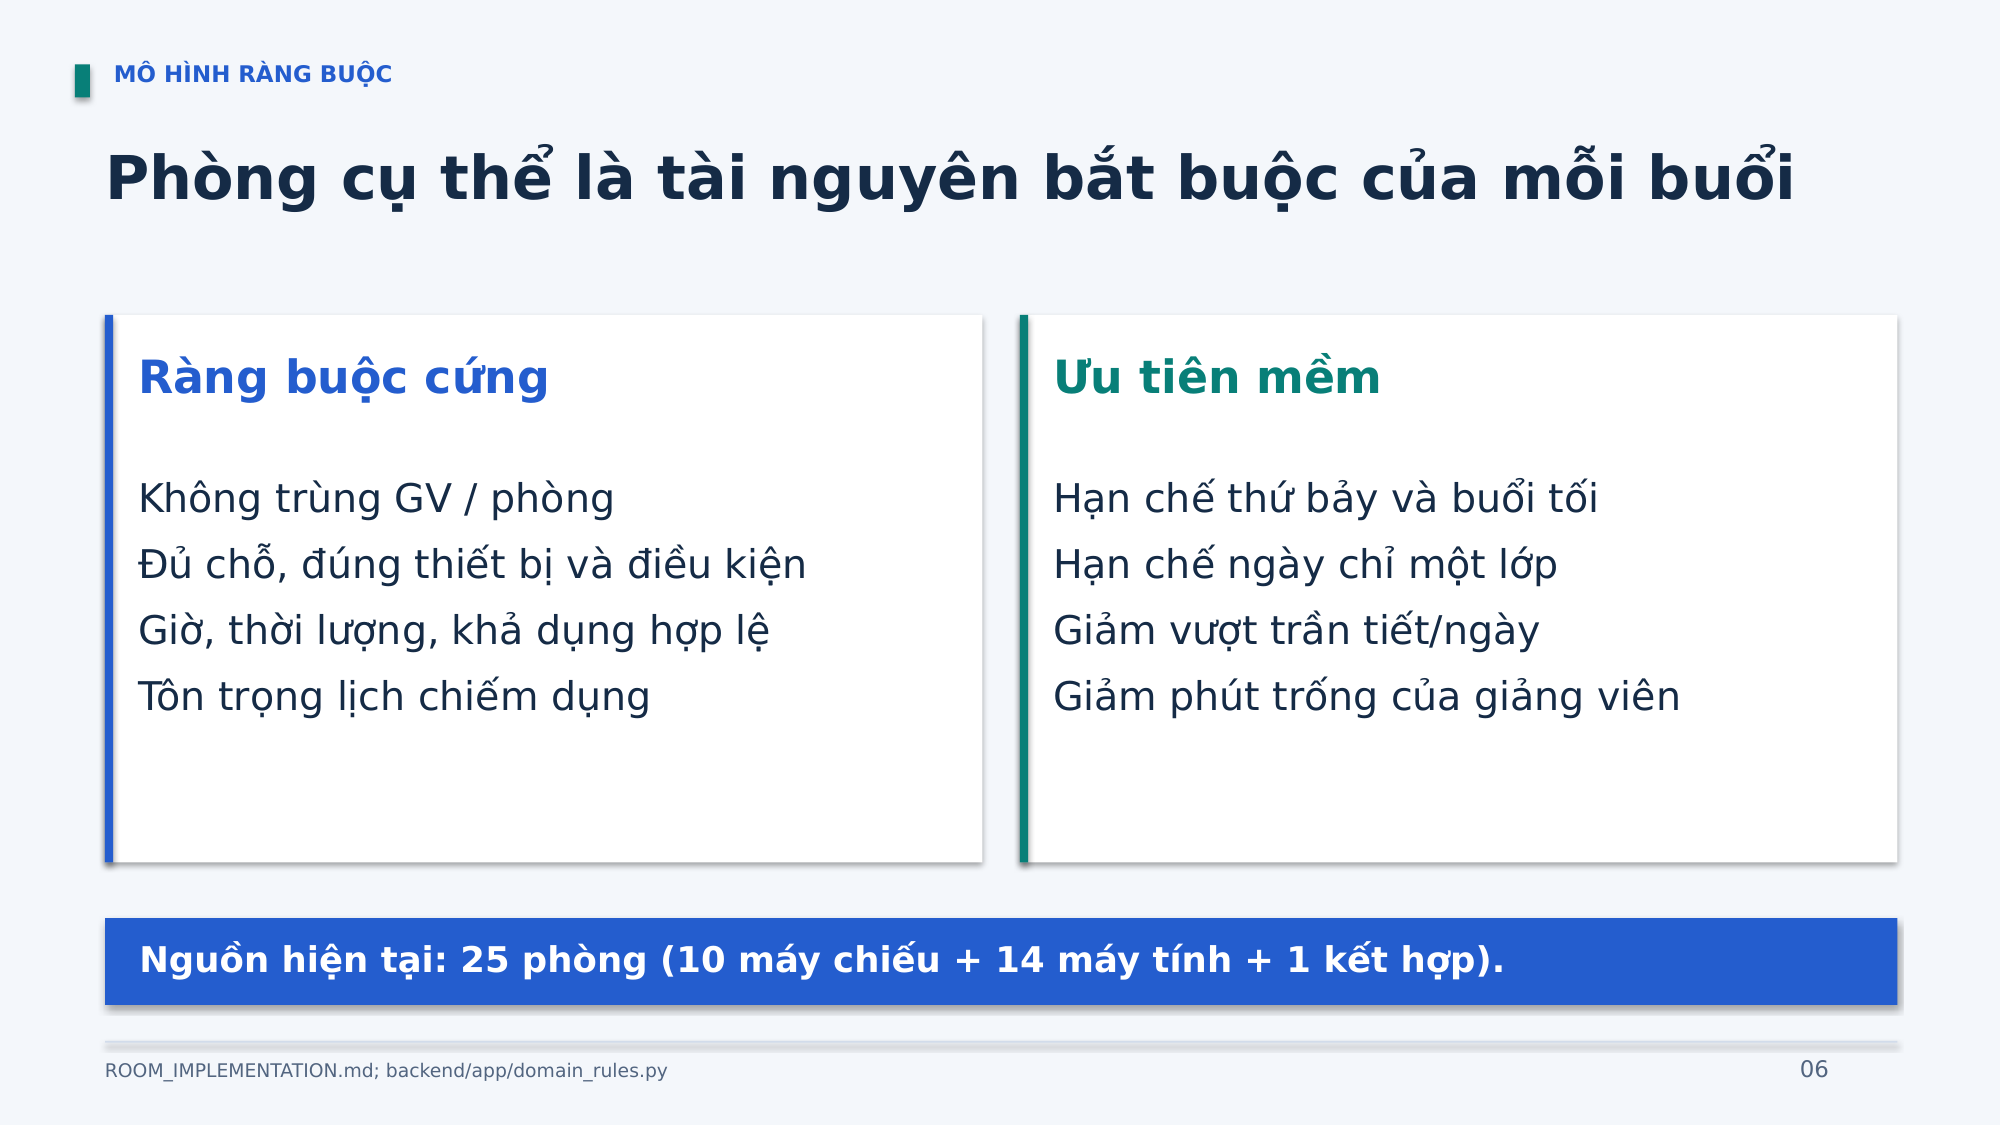 MÔ HÌNH RÀNG BUỘC
Phòng cụ thể là tài nguyên bắt buộc của mỗi buổi
Ràng buộc cứng
Không trùng GV / phòng
Đủ chỗ, đúng thiết bị và điều kiện
Giờ, thời lượng, khả dụng hợp lệ
Tôn trọng lịch chiếm dụng
Ưu tiên mềm
Hạn chế thứ bảy và buổi tối
Hạn chế ngày chỉ một lớp
Giảm vượt trần tiết/ngày
Giảm phút trống của giảng viên
Nguồn hiện tại: 25 phòng (10 máy chiếu + 14 máy tính + 1 kết hợp).
ROOM_IMPLEMENTATION.md; backend/app/domain_rules.py
06